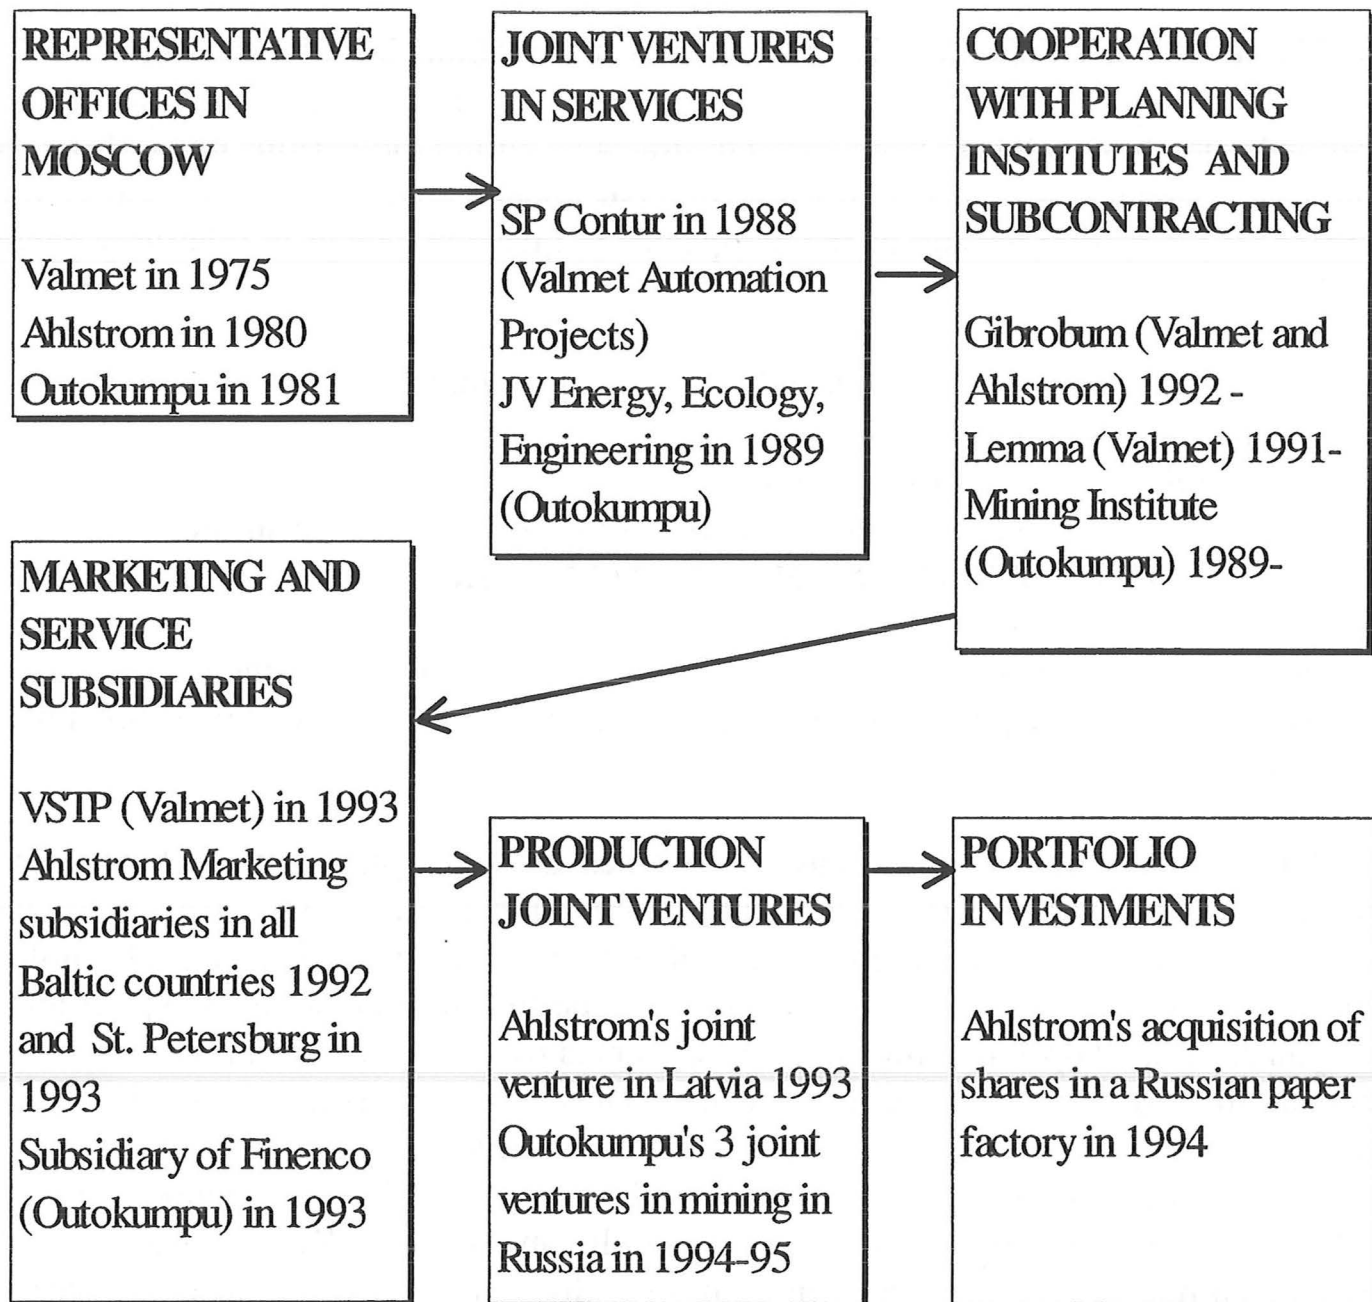 REPRESENTATIVE
OFFICES IN
MOSCOW
Valmet in 1975
Ahlstrom in 1980
Outokumpu in 1981
JOINT VENTURES
IN SERVICES
SP Contur in 1988
(Valmet Automation
Projects)
JV Energy, Ecology,
Engineering in 1989
(Outokumpu)
COOPERATION
WITH PLANNING
INSTITUTES AND
SUBCONTRACTING
Gibrobum (Valmet and
Ahlstrom) 1992 -
Lemma (Valmet) 1991-
Mining Institute
(Outokumpu) 1989-
MARKETING AND
SERVICE
SUBSIDIARIES
VSTP (Valmet) in 1993
Ahlstrom Marketing
subsidiaries in all
Baltic countries 1992
and St. Petersburg in
1993
Subsidiary of Finenco
(Outokumpu) in 1993
PRODUCTION
JOINT VENTURES
Ahlstrom's joint
venture in Latvia 1993
Outokumpu's 3 joint
ventures in mining in
Russia in 1994-95
PORTFOLIO
INVESTMENTS
Ahlstrom's acquisition of
shares in a Russian paper
factory in 1994